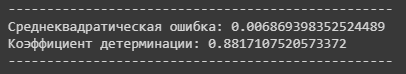 --------------------------------------------------
Среднеквадратическая ошибка: 0.006869398352524489
Коэффициент детерминации: 0.8817107520573372
--------------------------------------------------